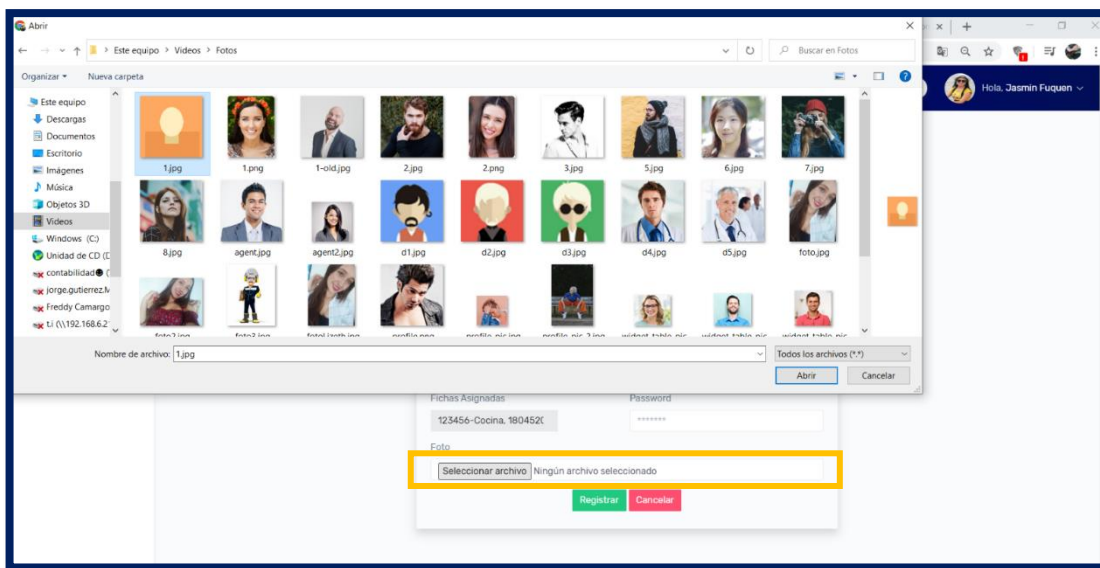 Abrir
Este equipo > Videos > Fotos
Buscar en Fotos
Organizar
Nueva carpeta
Hola, Jasmin Fuquen
Este equipo
Descargas
Documentos
Escritorio
Imágenes
Música
Objetos 3D
Videos
Windows (C:)
Unidad de CD (D
contabilidad
jorge.gutierrez.M
Freddy Camargo
t.i (\\192.168.6.2
1.jpg
1.png
1-old.jpg
2.jpg
2.png
3.jpg
5.jpg
6.jpg
7.jpg
8.jpg
agent.jpg
agent2.jpg
d1.jpg
d2.jpg
d3.jpg
d4.jpg
d5.jpg
foto.jpg
Nombre de archivo: 1.jpg
Todos los archivos (*.*)
Abrir
Cancelar
Fichas Asignadas
Password
123456-Cocina, 180452(
*******
Foto
Seleccionar archivo Ningún archivo seleccionado
Registrar
Cancelar